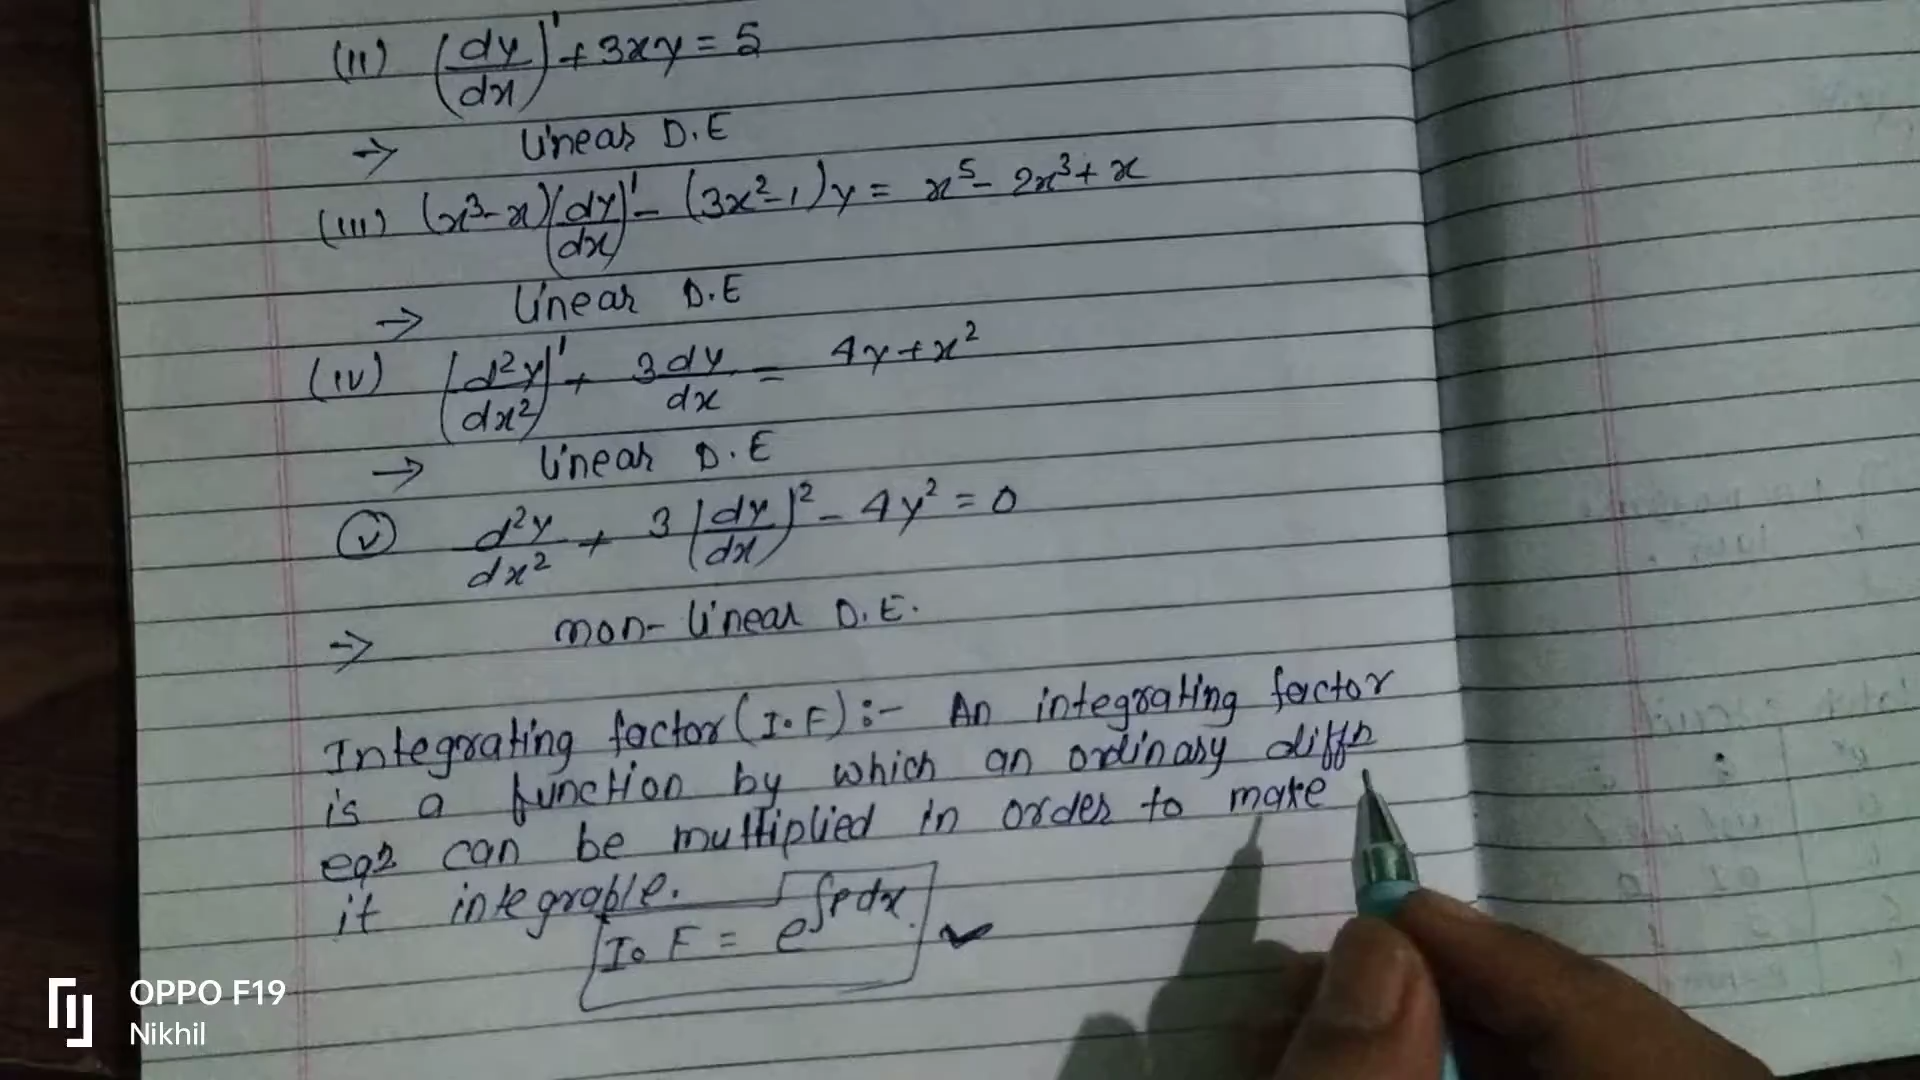 (ii) (dy/dx)' + 3xy = 5
→ Linear D.E
(iii) (x³-x)(dy/dx)' - (3x²-1)y = x⁵- 2x³+x
→ Linear D.E
(iv) (d²y/dx²)' + 3dy/dx = 4y+x²
→ Linear D.E
(v) d²y/dx² + 3(dy/dx)² - 4y² = 0
→ non-linear D.E.
Integrating factor (I.F) :- An integrating factor
is a function by which an ordinary diffn
eqn can be multiplied in order to make
it integrable.
I.F = e^∫pdx
OPPO F19
Nikhil